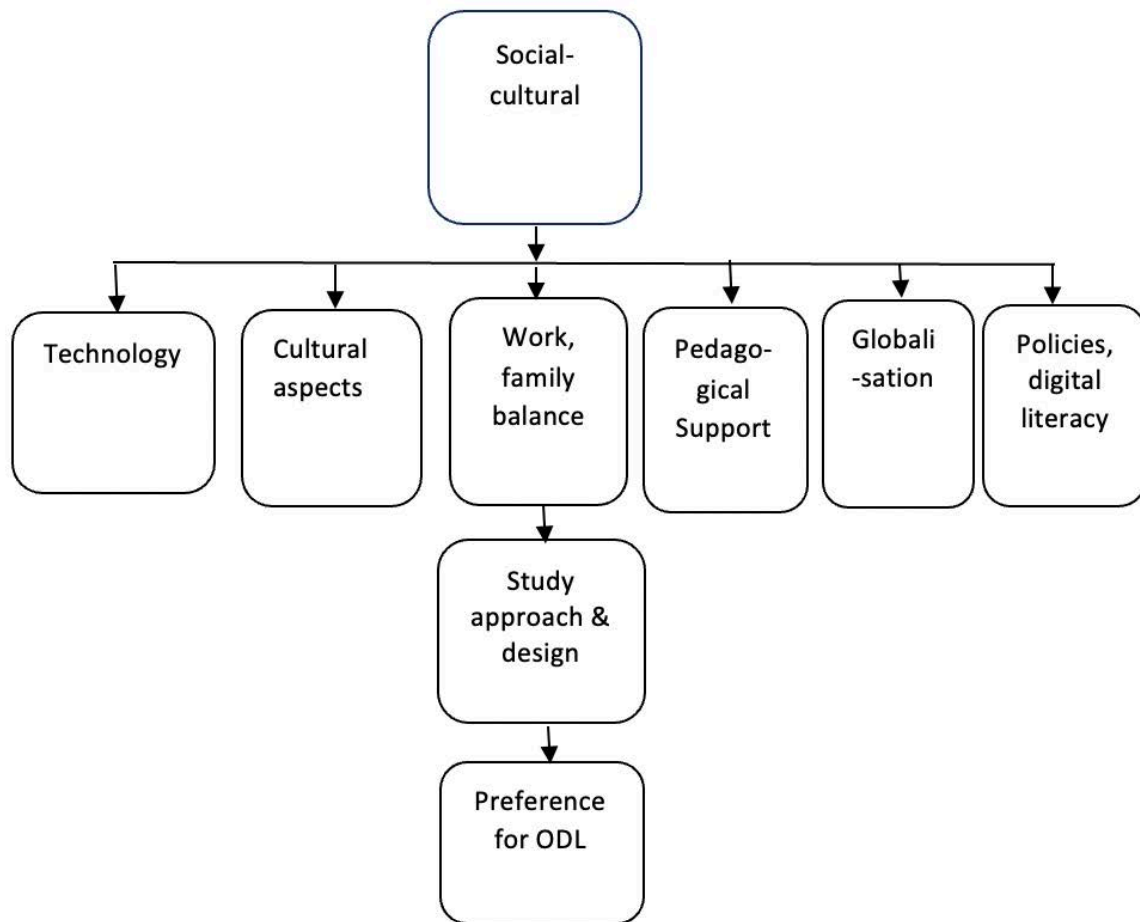 Social-
cultural
Technology
Cultural
aspects
Work,
family
balance
Pedago-
gical
Support
Globali
-sation
Policies,
digital
literacy
Study
approach &
design
Preference
for ODL